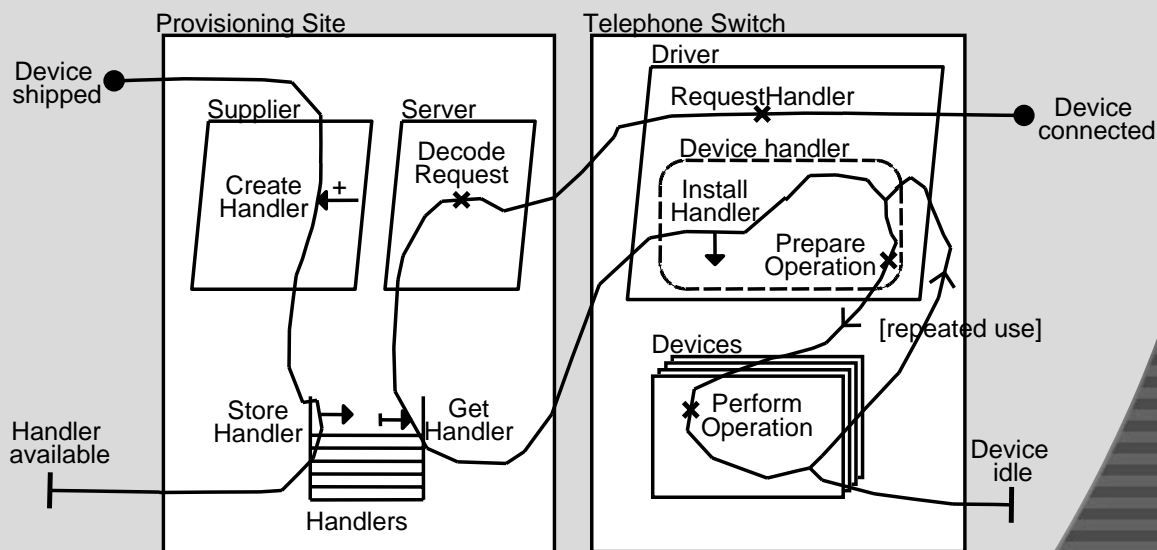 Provisioning Site
Telephone Switch
Driver
Device
shipped
RequestHandler
Device
connected
Supplier
Server
Decode
Request
Device handler
Create
Handler
+
Install
Handler
Prepare
Operation
[repeated use]
Devices
Store
Handler
Get
Handler
Perform
Operation
Handler
available
Device
idle
Handlers